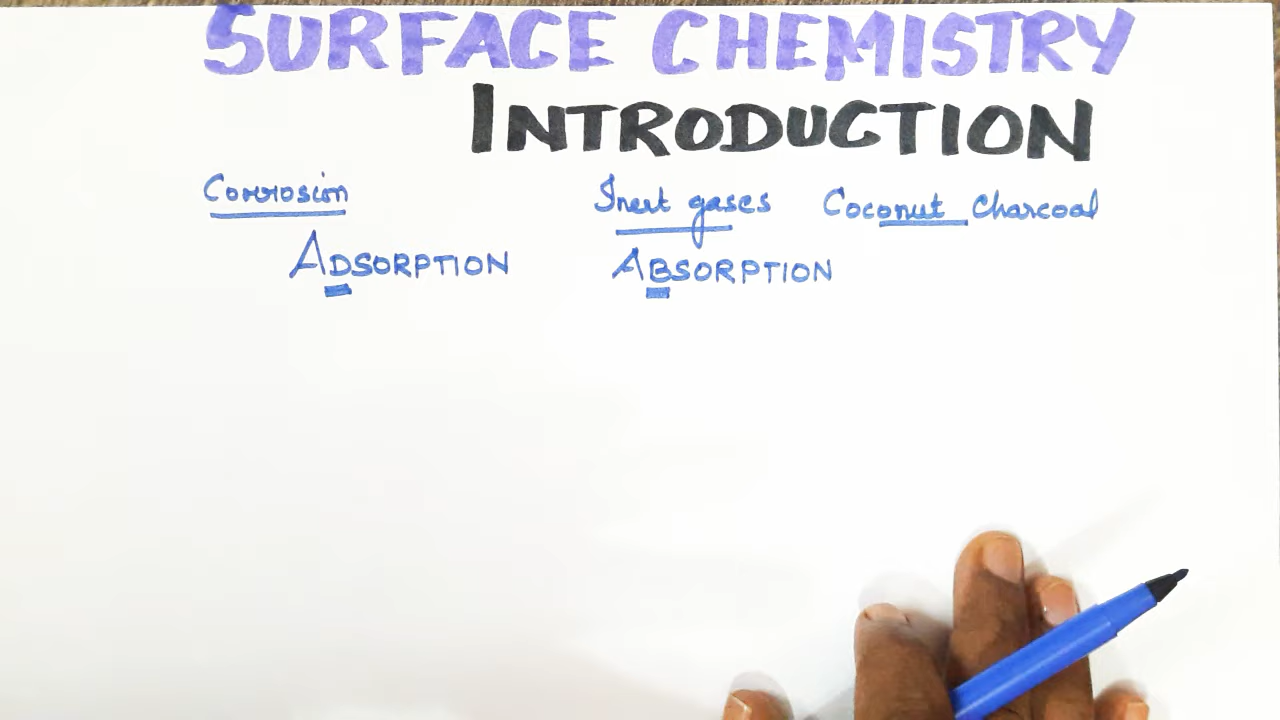 SURFACE CHEMISTRY
INTRODUCTION
Corrosion Inert gases Coconut Charcoal
ADSORPTION ABSORPTION